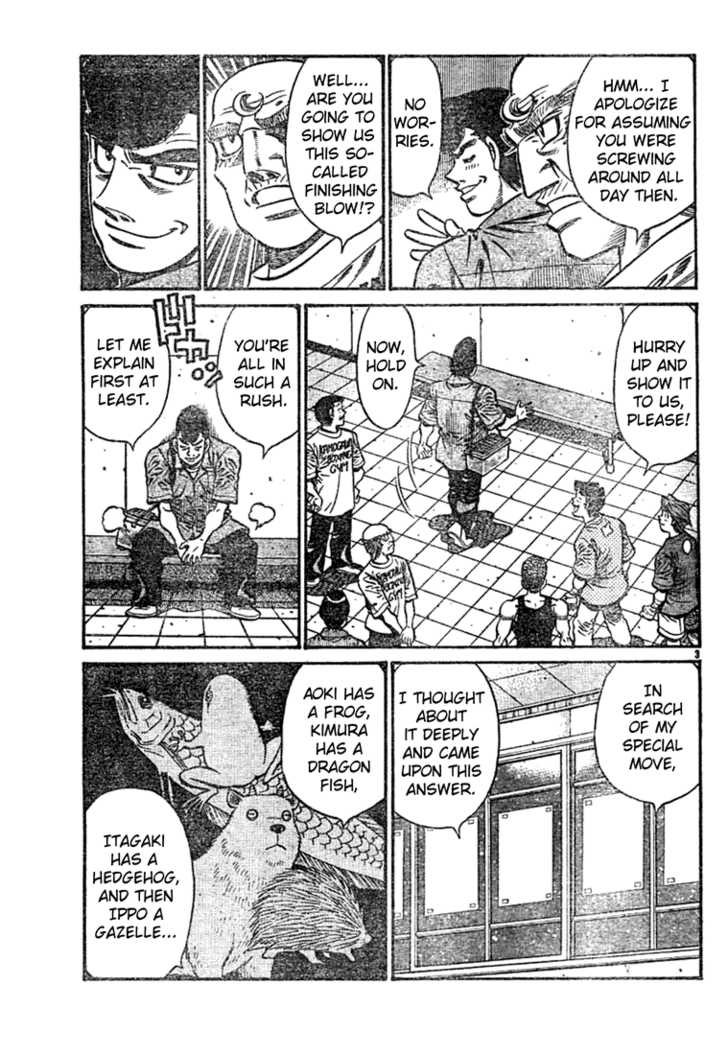 HMM... I
APOLOGIZE
FOR ASSUMING
YOU WERE
SCREWING
AROUND ALL
DAY THEN.
NO
WOR-
RIES.
WELL...
ARE YOU
GOING TO
SHOW US
THIS SO-
CALLED
FINISHING
BLOW!?
HURRY
UP AND
SHOW IT
TO US,
PLEASE!
NOW,
HOLD
ON.
KAMOGAWA
BOXING
GYM
3
YOU'RE
ALL IN
SUCH A
RUSH.
LET ME
EXPLAIN
FIRST AT
LEAST.
IN
SEARCH
OF MY
SPECIAL
MOVE,
I THOUGHT
ABOUT
IT DEEPLY
AND CAME
UPON THIS
ANSWER.
AOKI HAS
A FROG,
KIMURA
HAS A
DRAGON
FISH,
ITAGAKI
HAS A
HEDGEHOG,
AND THEN
IPPO A
GAZELLE...